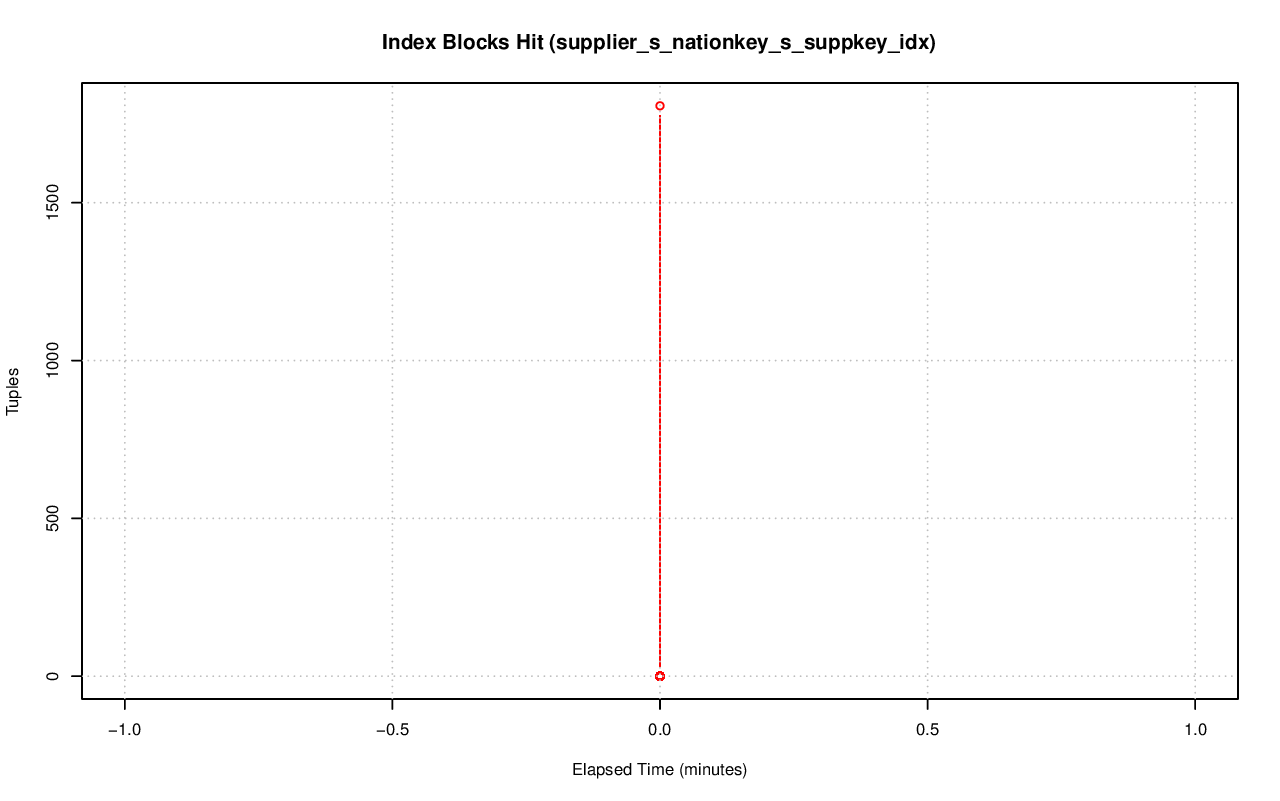 Index Blocks Hit (supplier_s_nationkey_s_suppkey_idx)
Tuples
1500
1000
500
0
−1.0 −0.5 0.0 0.5 1.0
Elapsed Time (minutes)